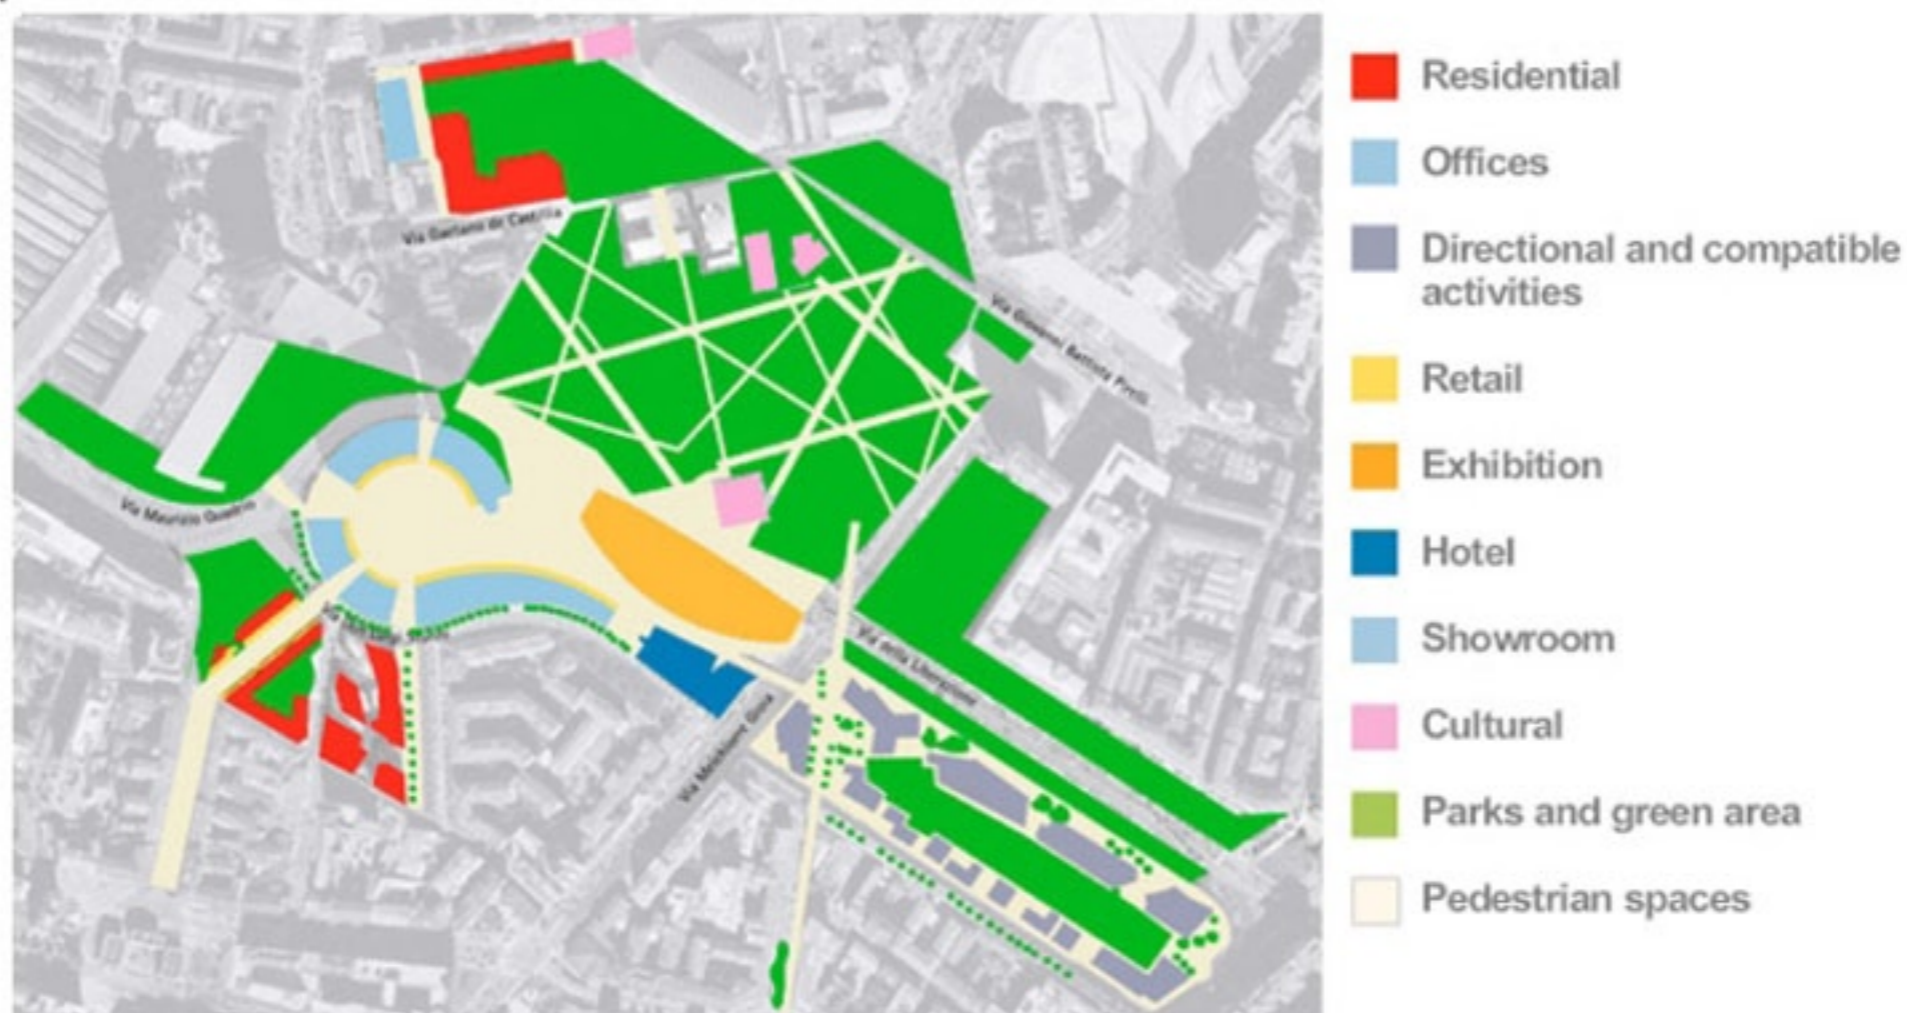 Residential
Offices
Directional and compatible
activities
Retail
Exhibition
Hotel
Showroom
Cultural
Parks and green area
Pedestrian spaces
Via Gaetano de Castillia
Via Giovanni Battista Pirelli
Via Maurizio Quadrio
Via della Liberazione
Via Melchiorre Gioia